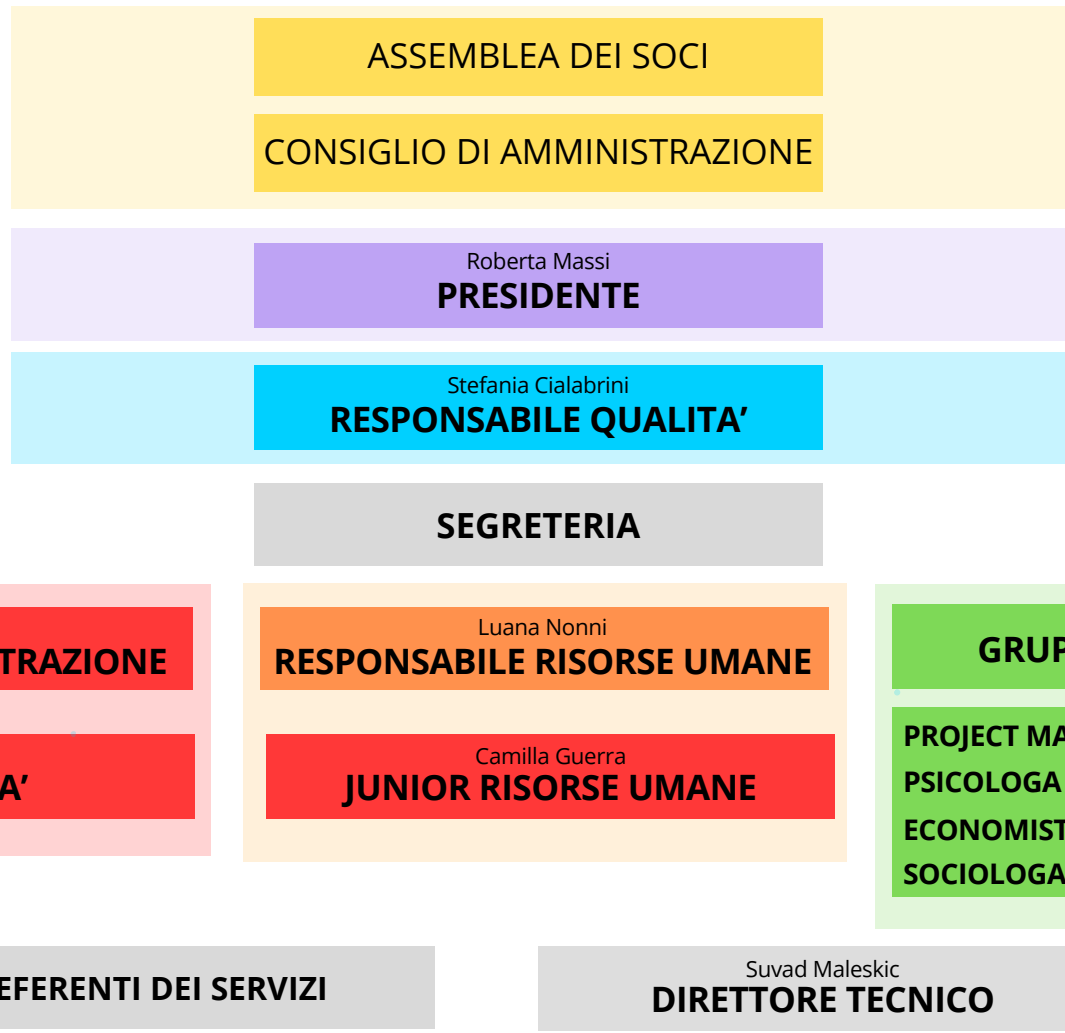 ASSEMBLEA DEI SOCI
CONSIGLIO DI AMMINISTRAZIONE
Roberta Massi
PRESIDENTE
Stefania Cialabrini
RESPONSABILE QUALITA’
SEGRETERIA
TRAZIONE
A’
Luana Nonni
RESPONSABILE RISORSE UMANE
Camilla Guerra
JUNIOR RISORSE UMANE
GRUP
PROJECT MA
PSICOLOGA
ECONOMIST
SOCIOLOGA
EFERENTI DEI SERVIZI
Suvad Maleskic
DIRETTORE TECNICO